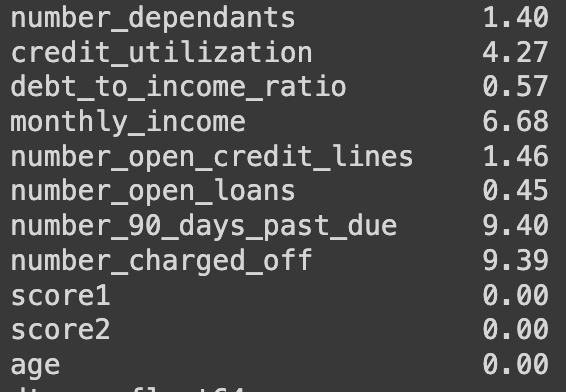 number_dependants 1.40
credit_utilization 4.27
debt_to_income_ratio 0.57
monthly_income 6.68
number_open_credit_lines 1.46
number_open_loans 0.45
number_90_days_past_due 9.40
number_charged_off 9.39
score1 0.00
score2 0.00
age 0.00